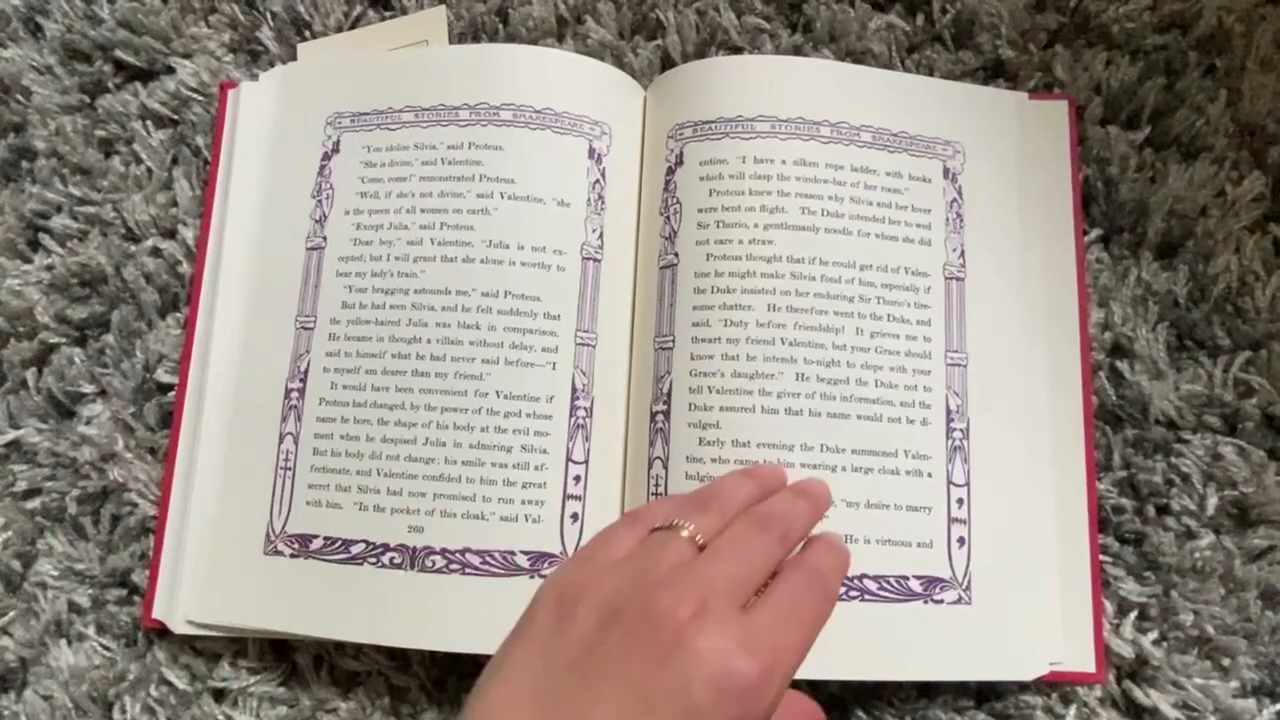 BEAUTIFUL STORIES FROM SHAKESPEARE
"You idolize Silvia," said Proteus.
"She is divine," said Valentine.
"Come, come!" remonstrated Proteus.
"Well, if she's not divine," said Valentine, "she
is the queen of all women on earth."
"Except Julia," said Proteus.
"Dear boy," said Valentine, "Julia is not ex-
cepted; but I will grant that she alone is worthy to
bear my lady's train."
"Your bragging astounds me," said Proteus.
But he had seen Silvia, and he felt suddenly that
the yellow-haired Julia was black in comparison.
He became in thought a villain without delay, and
said to himself what he had never said before—"I
to myself am dearer than my friend."
It would have been convenient for Valentine if
Proteus had changed, by the power of the god whose
name he bore, the shape of his body at the evil mo-
ment when he despised Julia in admiring Silvia.
But his body did not change; his smile was still af-
fectionate, and Valentine confided to him the great
secret that Silvia had now promised to run away
with him. "In the pocket of this cloak," said Val-
260
BEAUTIFUL STORIES FROM SHAKESPEARE
entine, "I have a silken rope ladder, with hooks
which will clasp the window-bar of her room."
Proteus knew the reason why Silvia and her lover
were bent on flight. The Duke intended her to wed
Sir Thurio, a gentlemanly noodle for whom she did
not care a straw.
Proteus thought that if he could get rid of Valen-
tine he might make Silvia fond of him, especially if
the Duke insisted on her enduring Sir Thurio's tire-
some chatter. He therefore went to the Duke, and
said, "Duty before friendship! It grieves me to
thwart my friend Valentine, but your Grace should
know that he intends to-night to elope with your
Grace's daughter." He begged the Duke not to
tell Valentine the giver of this information, and the
Duke assured him that his name would not be di-
vulged.
Early that evening the Duke summoned Valen-
tine, who came to him wearing a large cloak with a
bulging
"my desire to marry
He is virtuous and